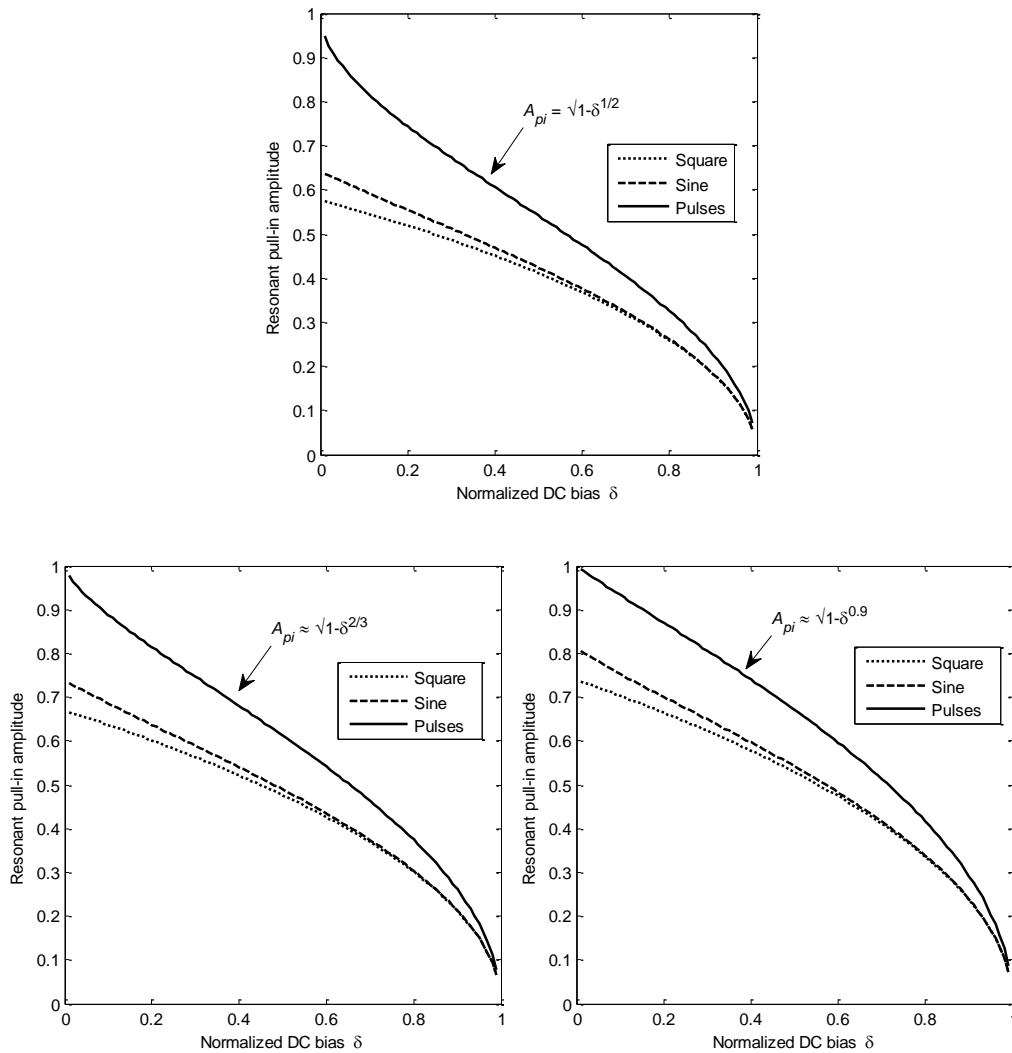 1
0.9
0.8
0.7
0.6
0.5
0.4
0.3
0.2
0.1
0
Resonant pull-in amplitude
A_pi = √1-δ^1/2
Square
Sine
Pulses
0 0.2 0.4 0.6 0.8 1
Normalized DC bias δ
1
0.9
0.8
0.7
0.6
0.5
0.4
0.3
0.2
0.1
0
Resonant pull-in amplitude
A_pi ≈ √1-δ^2/3
Square
Sine
Pulses
0 0.2 0.4 0.6 0.8 1
Normalized DC bias δ
1
0.9
0.8
0.7
0.6
0.5
0.4
0.3
0.2
0.1
0
Resonant pull-in amplitude
A_pi ≈ √1-δ^0.9
Square
Sine
Pulses
0 0.2 0.4 0.6 0.8 1
Normalized DC bias δ